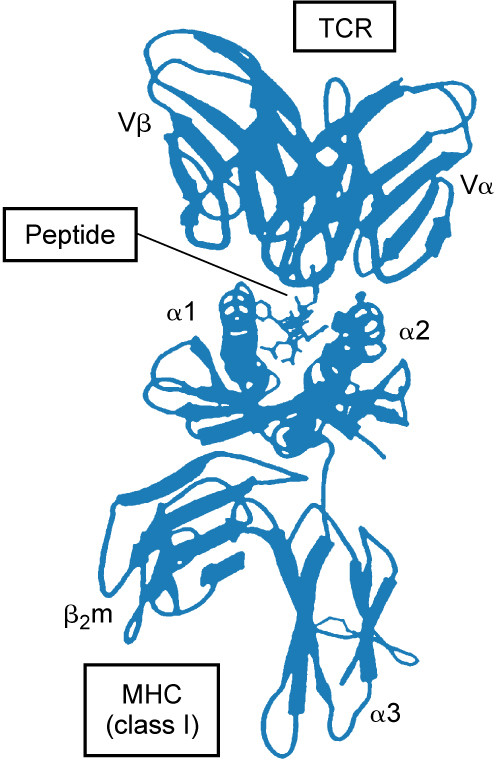 TCR
Vβ
Vα
Peptide
α1
α2
β₂m
MHC
(class I)
α3